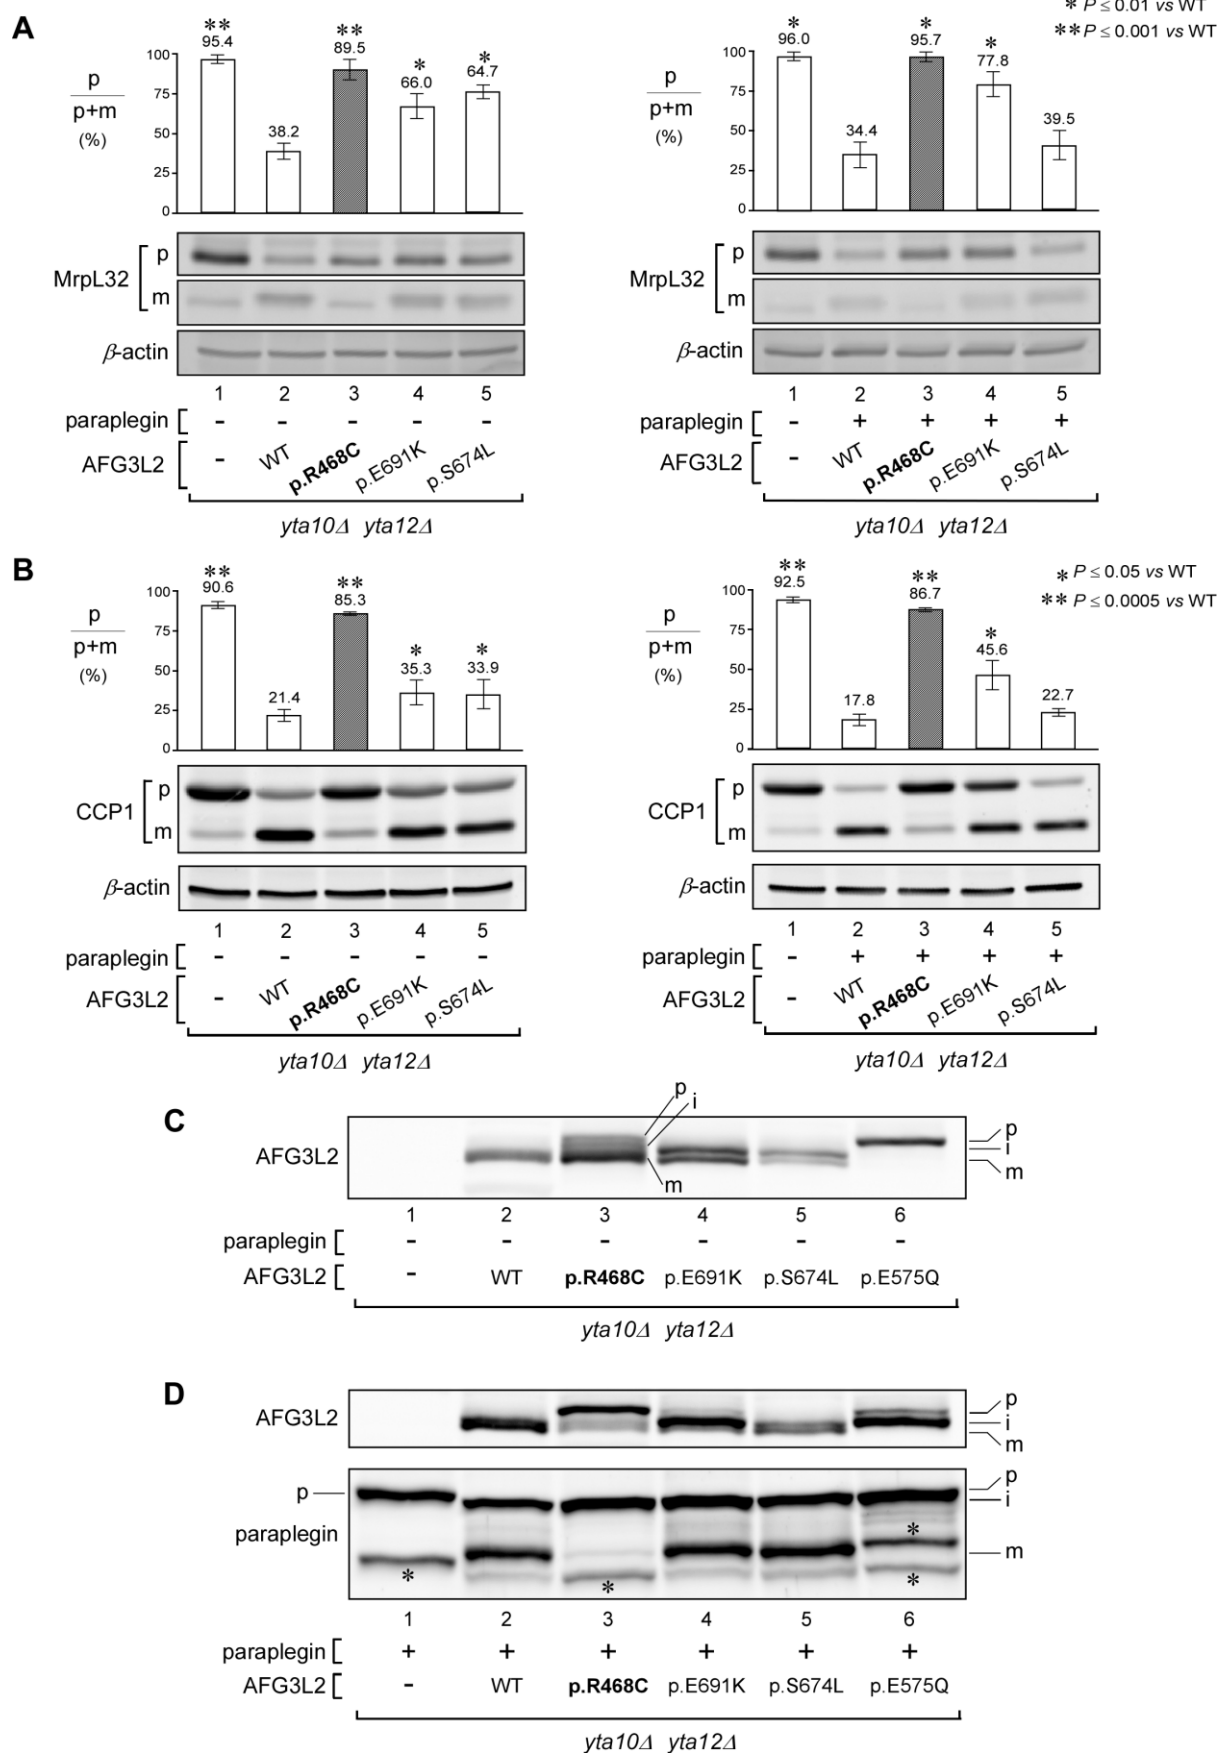 A
* P ≤ 0.01 vs WT
** P ≤ 0.001 vs WT
p
p+m
(%)
100
75
50
25
0
**
95.4
38.2
**
89.5
*
66.0
*
64.7
MrpL32
p
m
β-actin
1 2 3 4 5
paraplegin - - - - -
AFG3L2 - WT p.R468C p.E691K p.S674L
yta10Δ yta12Δ
p
p+m
(%)
100
75
50
25
0
*
96.0
34.4
*
95.7
*
77.8
39.5
MrpL32
p
m
β-actin
1 2 3 4 5
paraplegin - + + + +
AFG3L2 - WT p.R468C p.E691K p.S674L
yta10Δ yta12Δ
B
p
p+m
(%)
100
75
50
25
0
**
90.6
21.4
**
85.3
*
35.3
*
33.9
CCP1
p
m
β-actin
1 2 3 4 5
paraplegin - - - - -
AFG3L2 - WT p.R468C p.E691K p.S674L
yta10Δ yta12Δ
* P ≤ 0.05 vs WT
** P ≤ 0.0005 vs WT
p
p+m
(%)
100
75
50
25
0
**
92.5
17.8
**
86.7
*
45.6
22.7
CCP1
p
m
β-actin
1 2 3 4 5
paraplegin - + + + +
AFG3L2 - WT p.R468C p.E691K p.S674L
yta10Δ yta12Δ
C
AFG3L2
p
i
m
p
i
m
1 2 3 4 5 6
paraplegin - - - - - -
AFG3L2 - WT p.R468C p.E691K p.S674L p.E575Q
yta10Δ yta12Δ
D
AFG3L2
p
i
m
p
paraplegin
p
i
m
* * * *
1 2 3 4 5 6
paraplegin + + + + + +
AFG3L2 - WT p.R468C p.E691K p.S674L p.E575Q
yta10Δ yta12Δ